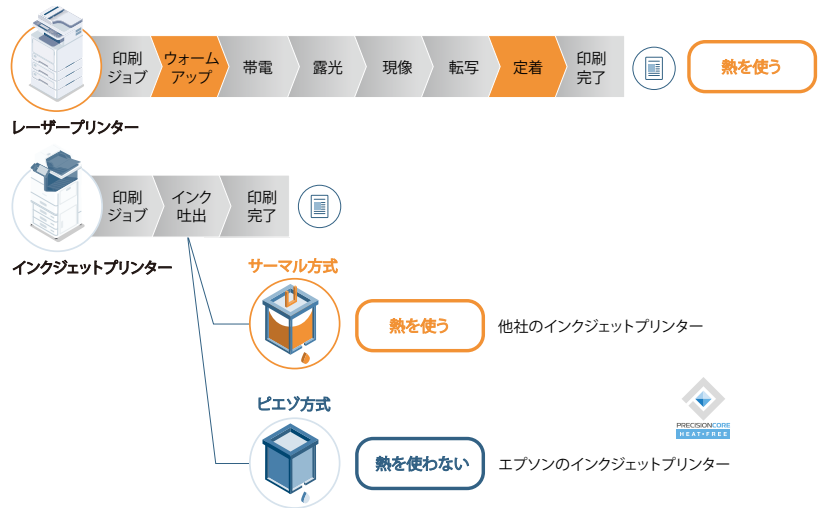 印刷
ジョブ
ウォーム
アップ
帯電
露光
現像
転写
定着
印刷
完了
熱を使う
レーザープリンター
印刷
ジョブ
インク
吐出
印刷
完了
インクジェットプリンター
サーマル方式
熱を使う
他社のインクジェットプリンター
ピエゾ方式
PRECISIONCORE
HEAT•FREE
熱を使わない
エプソンのインクジェットプリンター